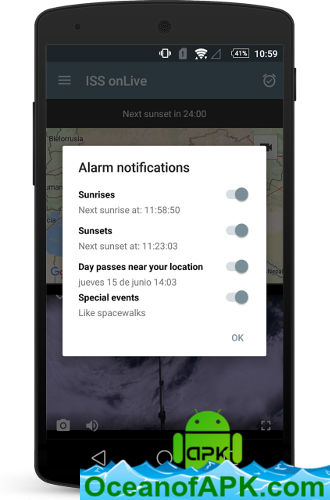 41%
10:59
ISS onLive
Next sunset in 24:00
Bielorrusia
Alarm notifications
Sunrises
Next sunrise at: 11:58:50
Sunsets
Next sunset at: 11:23:03
Day passes near your location
jueves 15 de junio 14:03
Special events
Like spacewalks
OK
apk
OceanofAPK.com